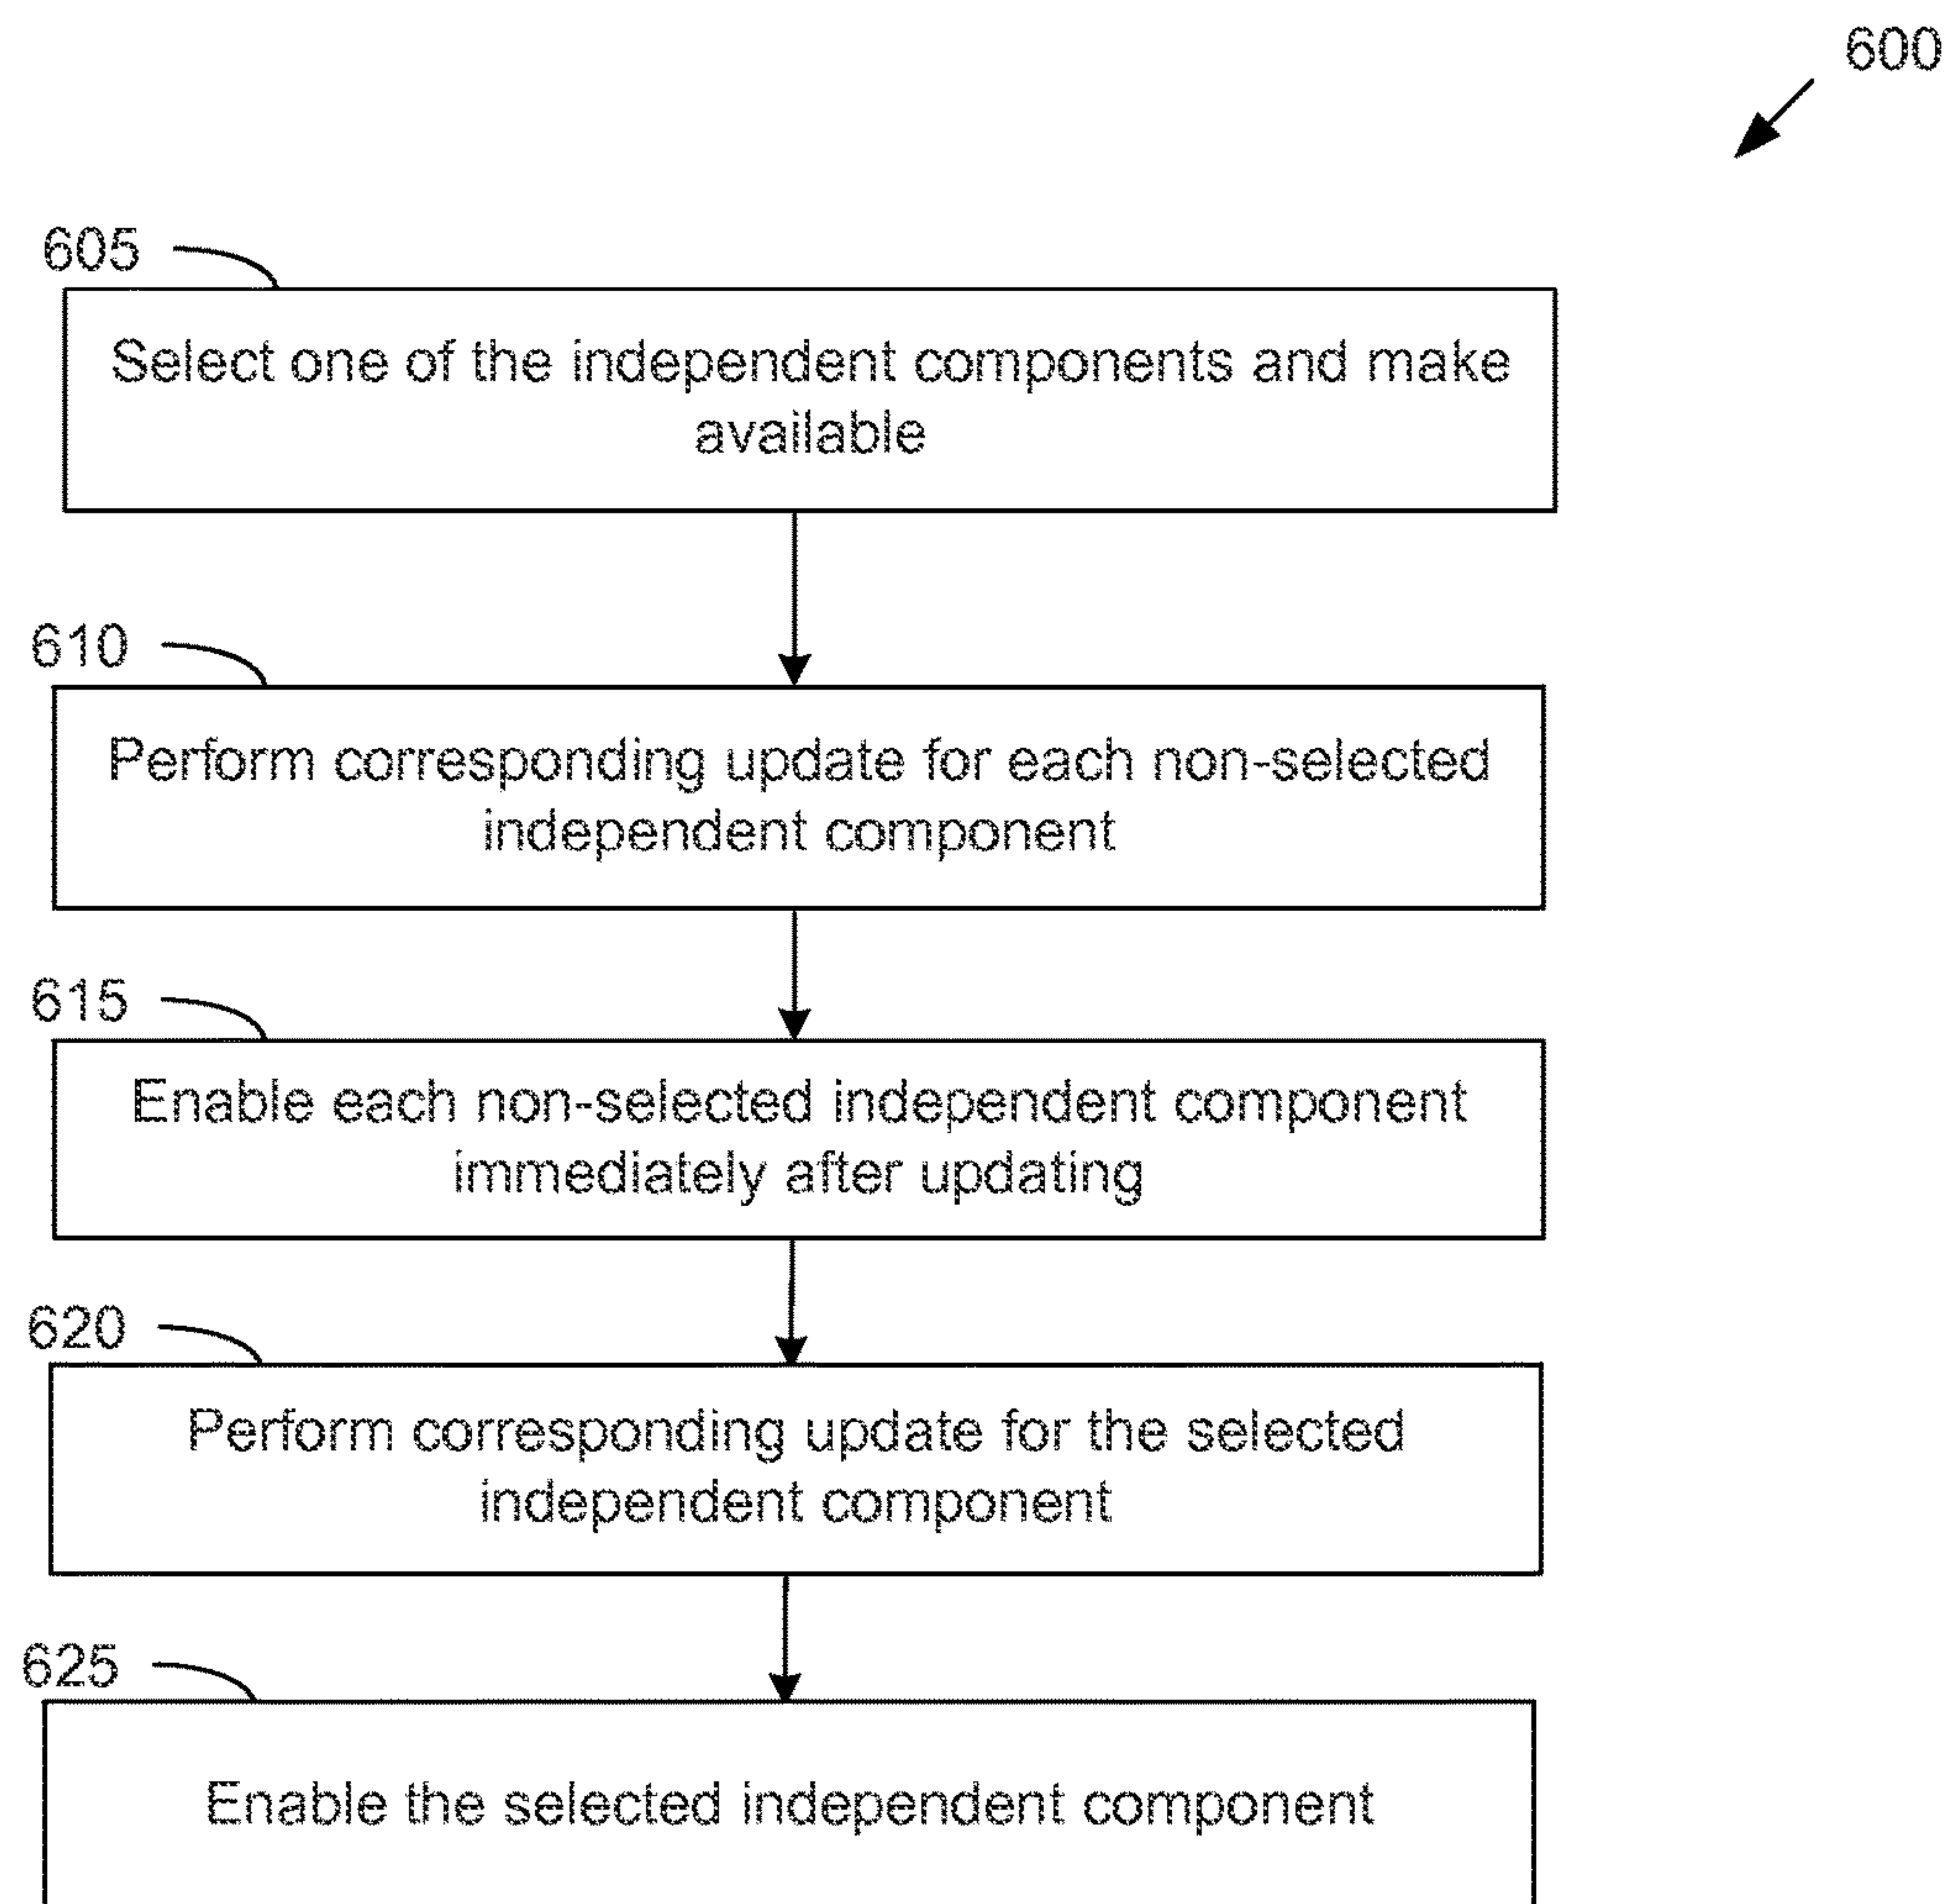 600
605
Select one of the independent components and make
available
610
Perform corresponding update for each non-selected
independent component
615
Enable each non-selected independent component
immediately after updating
620
Perform corresponding update for the selected
independent component
625
Enable the selected independent component